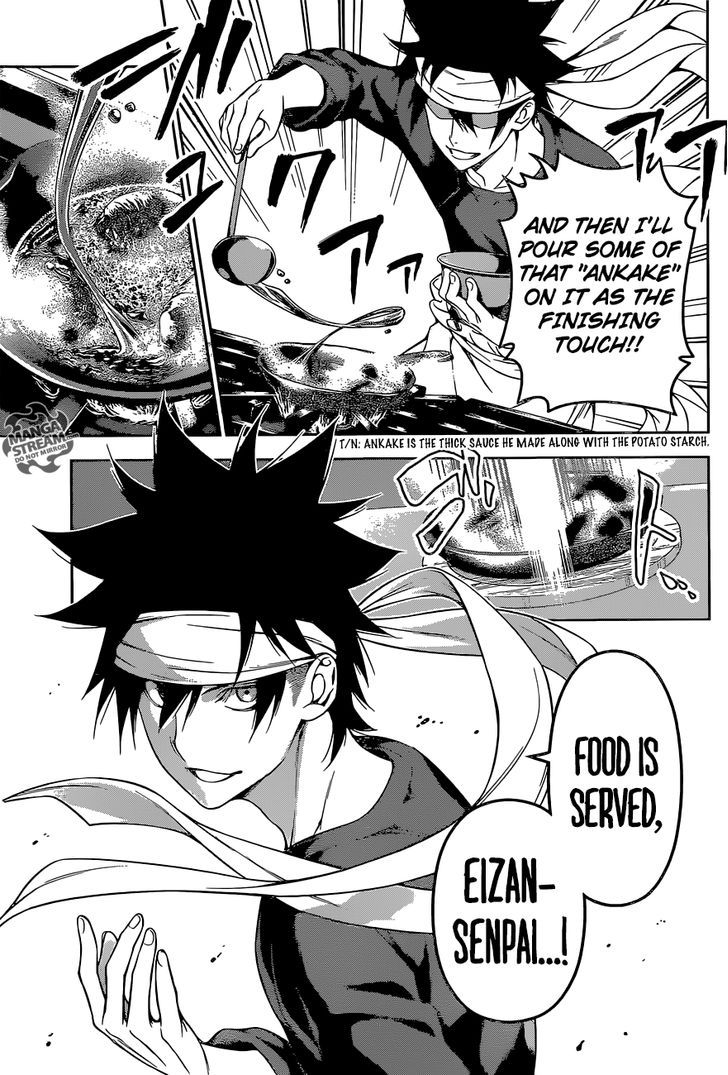 AND THEN I'LL
POUR SOME OF
THAT "ANKAKE"
ON IT AS THE
FINISHING
TOUCH!!
MANGA
STREAM
DO NOT MIRROR
T/N: ANKAKE IS THE THICK SAUCE HE MADE ALONG WITH THE POTATO STARCH.
FOOD IS
SERVED,
EIZAN-
SENPAI...!